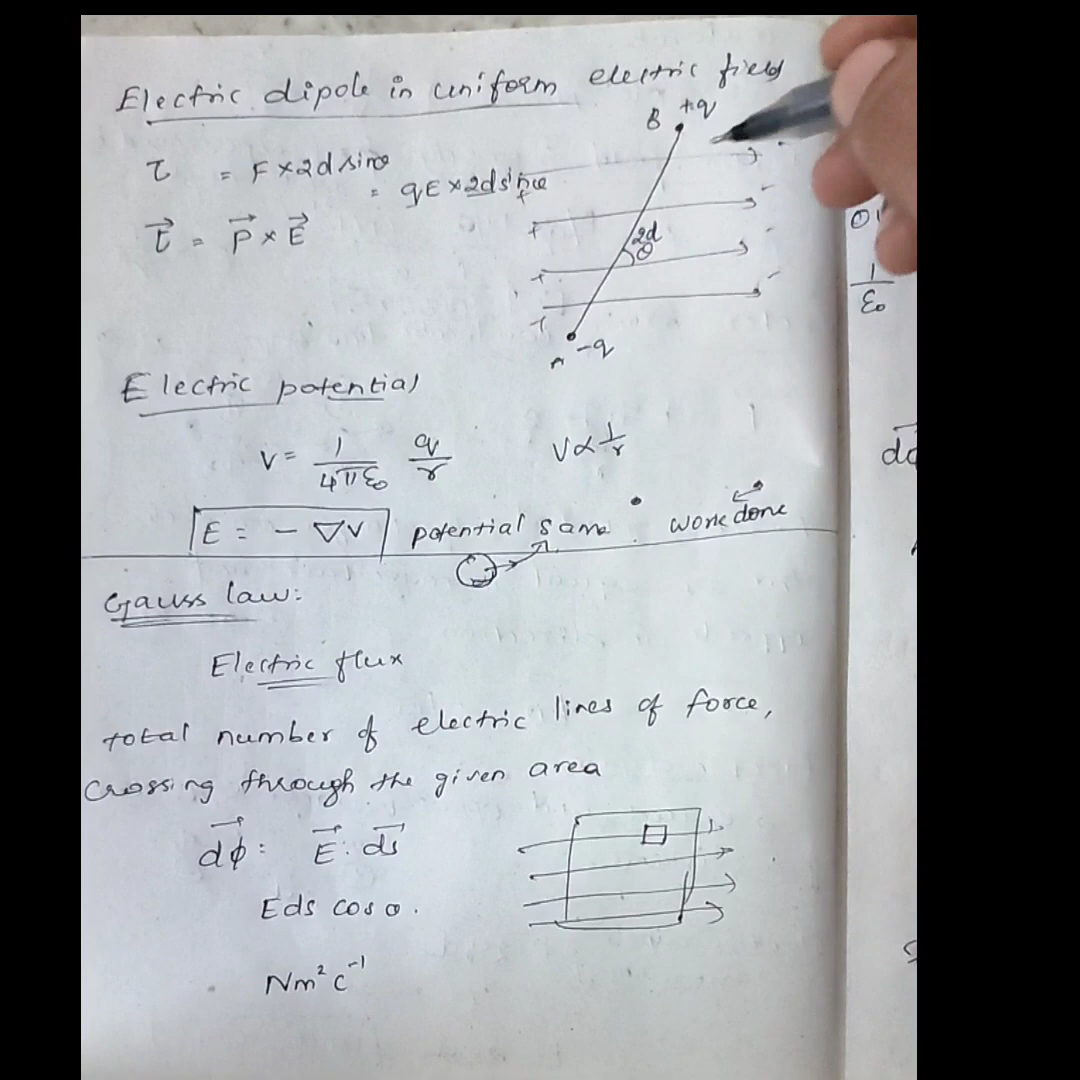 Electric dipole in uniform electric field
B +q
τ = F × 2d sinθ
= qE × 2d sinθ
τ⃗ = P⃗ × E⃗
2d
θ
-q
1
ε₀
Electric potential
V = 1/4πε₀ q/r V ∝ 1/r
E = - ∇V potential same work done
Gauss law:
Electric flux
total number of electric lines of force,
crossing through the given area
dϕ⃗ = E⃗ . ds⃗
Eds cosθ.
Nm² C⁻¹